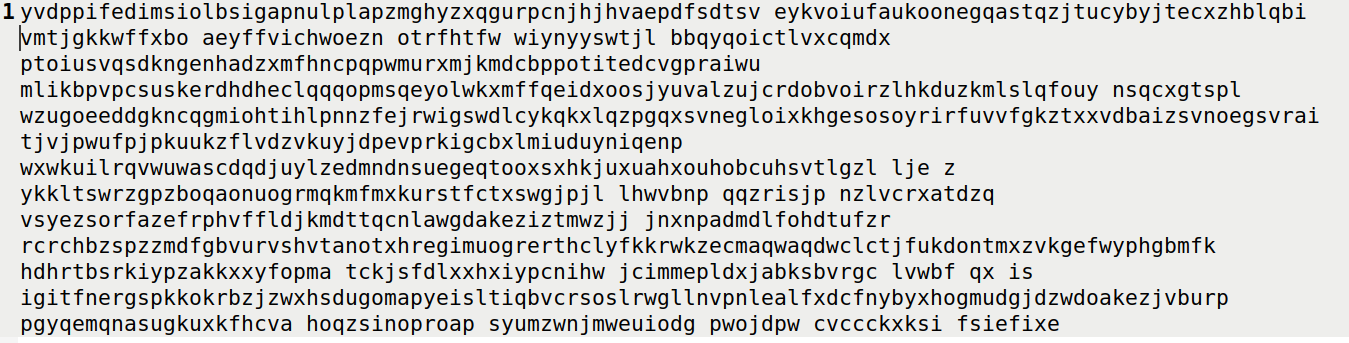 1 yvdppifedimsiolbsigapnulplapzmghyzxqgurpcnjhjhvaepdfsdtsv eykvoiufaukoonegqastqzjtucybyjtecxzhblqbi
vmtjgkkwffxbo aeyffvichwoezn otrfhtfw wiynyyswtjl bbqyqoictlvxcqmdx
ptoiusvqsdkngenhadzxmfhncpqpwmurxmjkmdcbppotitedcvgpraiwu
mlikbpvpcsuskerdhdheclqqqopmsqeyolwkxmffqeidxoosjyuvalzujcrdobvoirzlhkduzkmlslqfouy nsqcxgtspl
wzugoeeddgkncqgmiohtihlpnnzfejrwigswdlcykqkxlqzpgqxsvnegloixkhgesosoyrirfuvvfgkztxxvdbaizsvnoegsvrai
tjvjpwufpjpkuukzflvdzvkuyjdpevprkigcbxlmiuduyniqenp
wxwkuilrqvwuwascdqdjuylzedmndnsuegeqtooxsxhkjuxuahxouhobcuhsvtlgzl lje z
ykkltswrzgpzboqaonuogrmqkmfmxkurstfctxswgjpjl lhwvbnp qqzrisjp nzlvcrxatdzq
vsyezsorfazefrphvffldjkmdttqcnlawgdakeziztmwzjj jnxnpadmdlfohdtufzr
rcrchbzspzzmdfgbvurvshvtanotxhregimuogrerthclyfkkrwkzecmaqwaqdwclctjfukdontmxzvkgefwyphgbmfk
hdhrtbsrkiypzakkxxyfopma tckjsfdlxxhxiypcnihw jcimmepldxjabksbvrgc lvwbf qx is
igitfnergspkkokrbzjzwxhsdugomapyeisltiqbvcrsoslrwgllnvpnlealfxdcfnybyxhogmudgjdzwdoakezjvburp
pgyqemqnasugkuxkfhcva hoqzsinoproap syumzwnjmweuiodg pwojdpw cvccckxksi fsiefixe